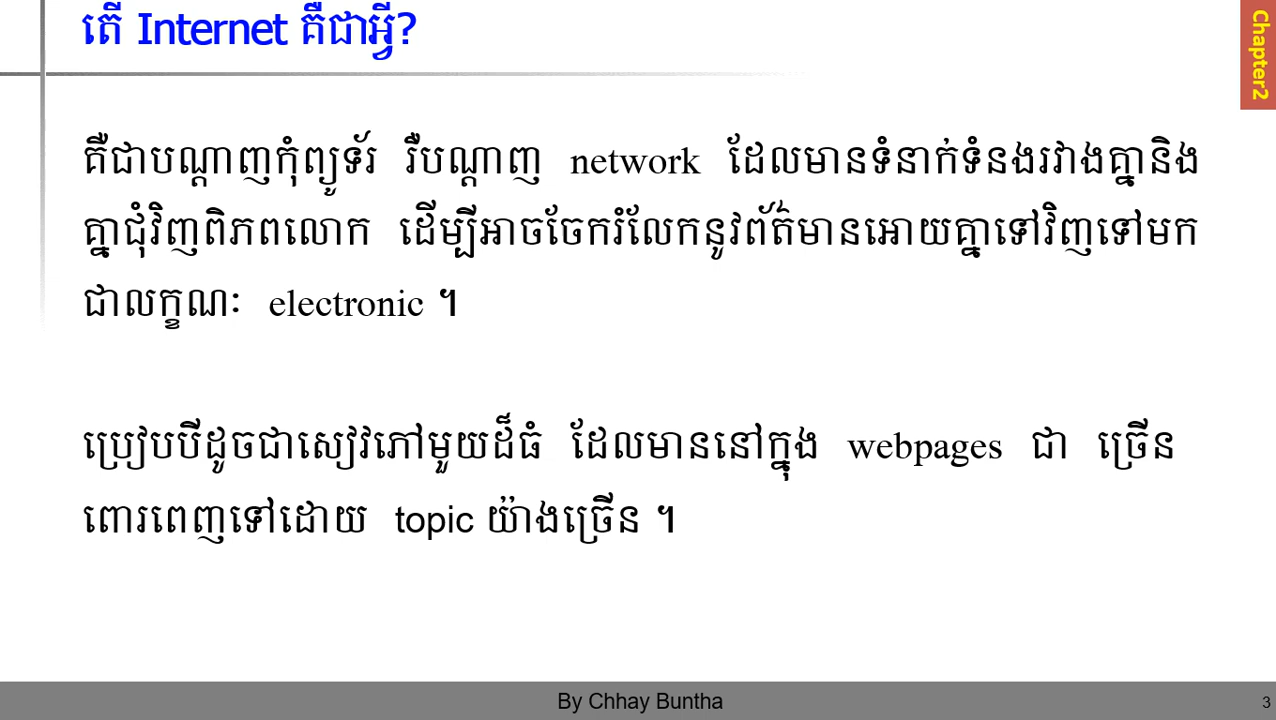 តើ Internet គឺជាអ្វី?
Chapter2
គឺជាបណ្ដាញកុំព្យូទ័រ រឺបណ្ដាញ network ដែលមានទំនាក់ទំនងរវាងគ្នានិង
គ្នាជុំវិញពិភពលោក ដើម្បីអាចចែករំលែកនូវព័ត៌មានអោយគ្នាទៅវិញទៅមក
ជាលក្ខណៈ electronic ។
ប្រៀបបីដូចជាសៀវភៅមួយដ៏ធំ ដែលមាននៅក្នុង webpages ជា ច្រើន
ពោរពេញទៅដោយ topic យ៉ាងច្រើន ។
By Chhay Buntha
3